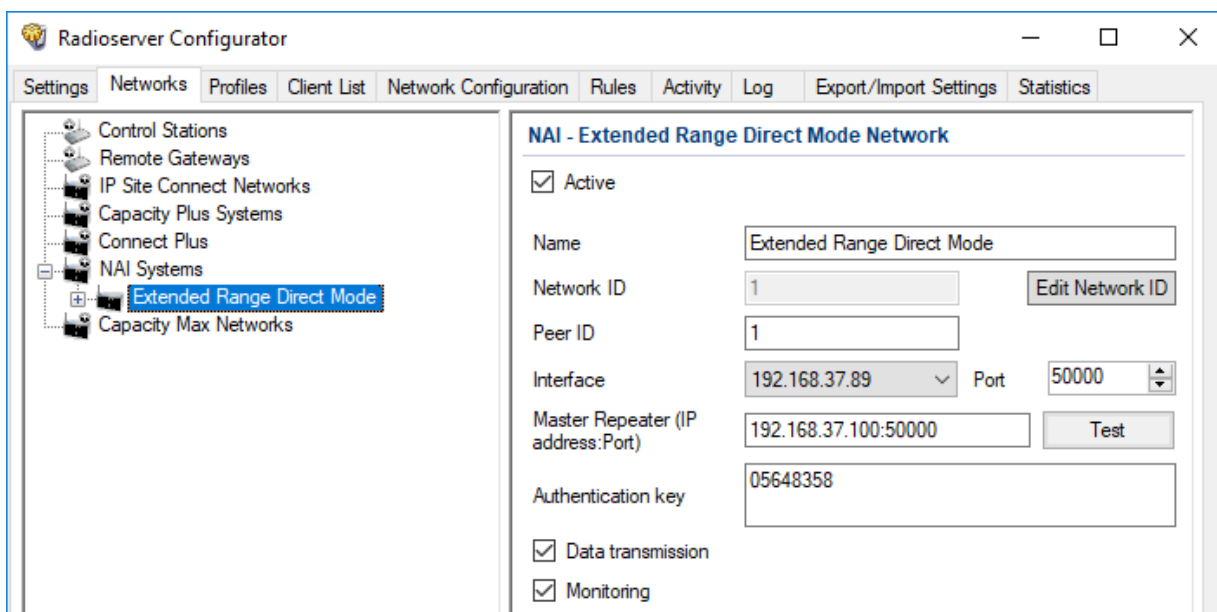 Radioserver Configurator
Settings Networks Profiles Client List Network Configuration Rules Activity Log Export/Import Settings Statistics
Control Stations
Remote Gateways
IP Site Connect Networks
Capacity Plus Systems
Connect Plus
NAI Systems
Extended Range Direct Mode
Capacity Max Networks
NAI - Extended Range Direct Mode Network
Active
Name Extended Range Direct Mode
Network ID 1 Edit Network ID
Peer ID 1
Interface 192.168.37.89 Port 50000
Master Repeater (IP
address:Port) 192.168.37.100:50000 Test
Authentication key 05648358
Data transmission
Monitoring